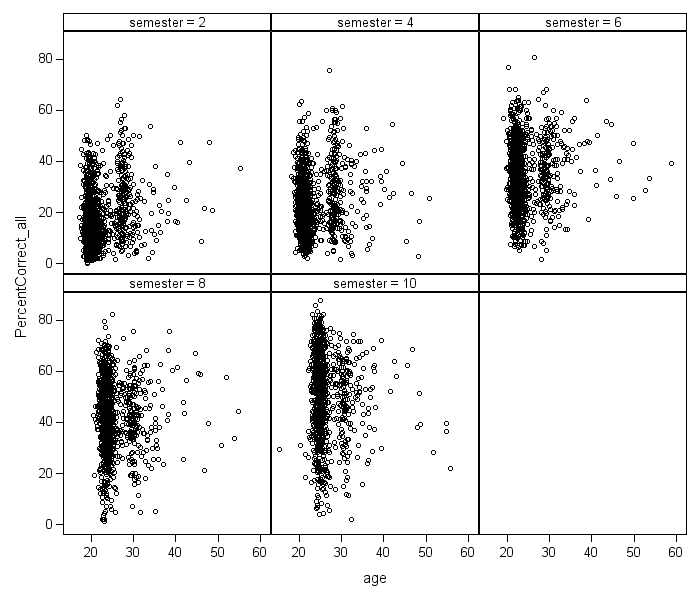 semester = 2
semester = 4
semester = 6
80
60
40
20
0
semester = 8
semester = 10
80
60
40
20
0
PercentCorrect_all
20 30 40 50 60
20 30 40 50 60
20 30 40 50 60
age